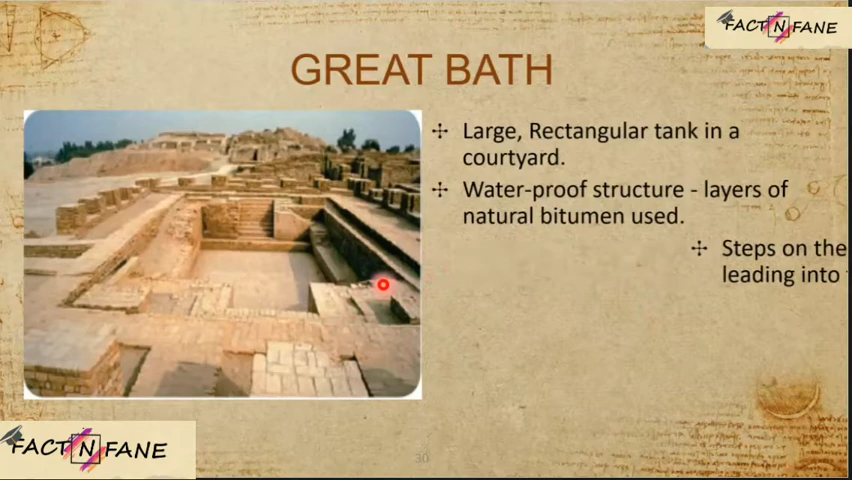 FACT N FANE
GREAT BATH
Large, Rectangular tank in a
courtyard.
Water-proof structure - layers of
natural bitumen used.
Steps on the
leading into
FACT N FANE
30